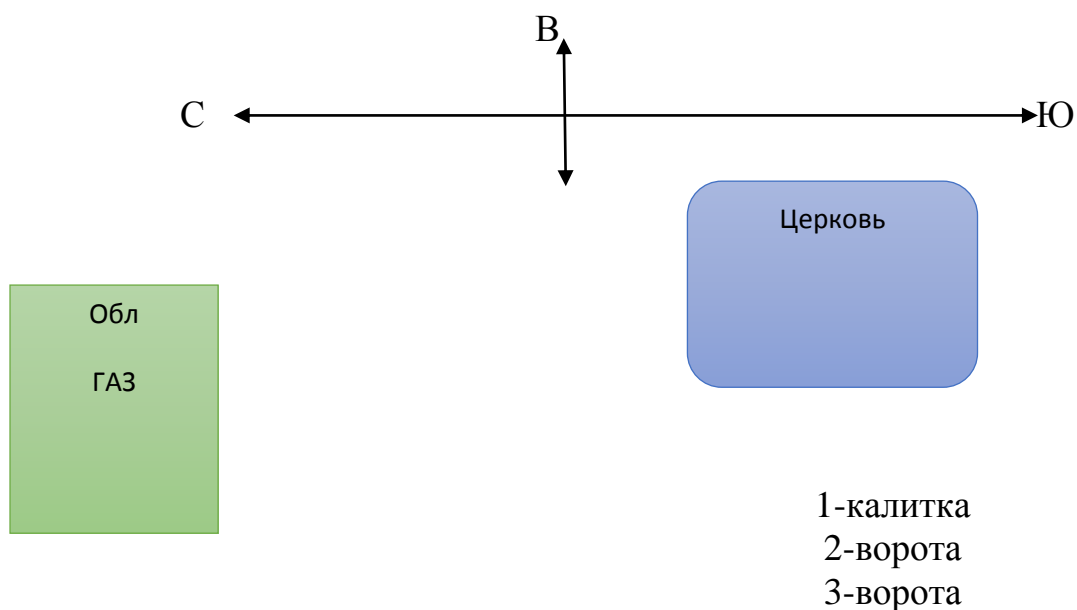 В
С
Ю
Церковь
Обл
ГАЗ
1-калитка
2-ворота
3-ворота